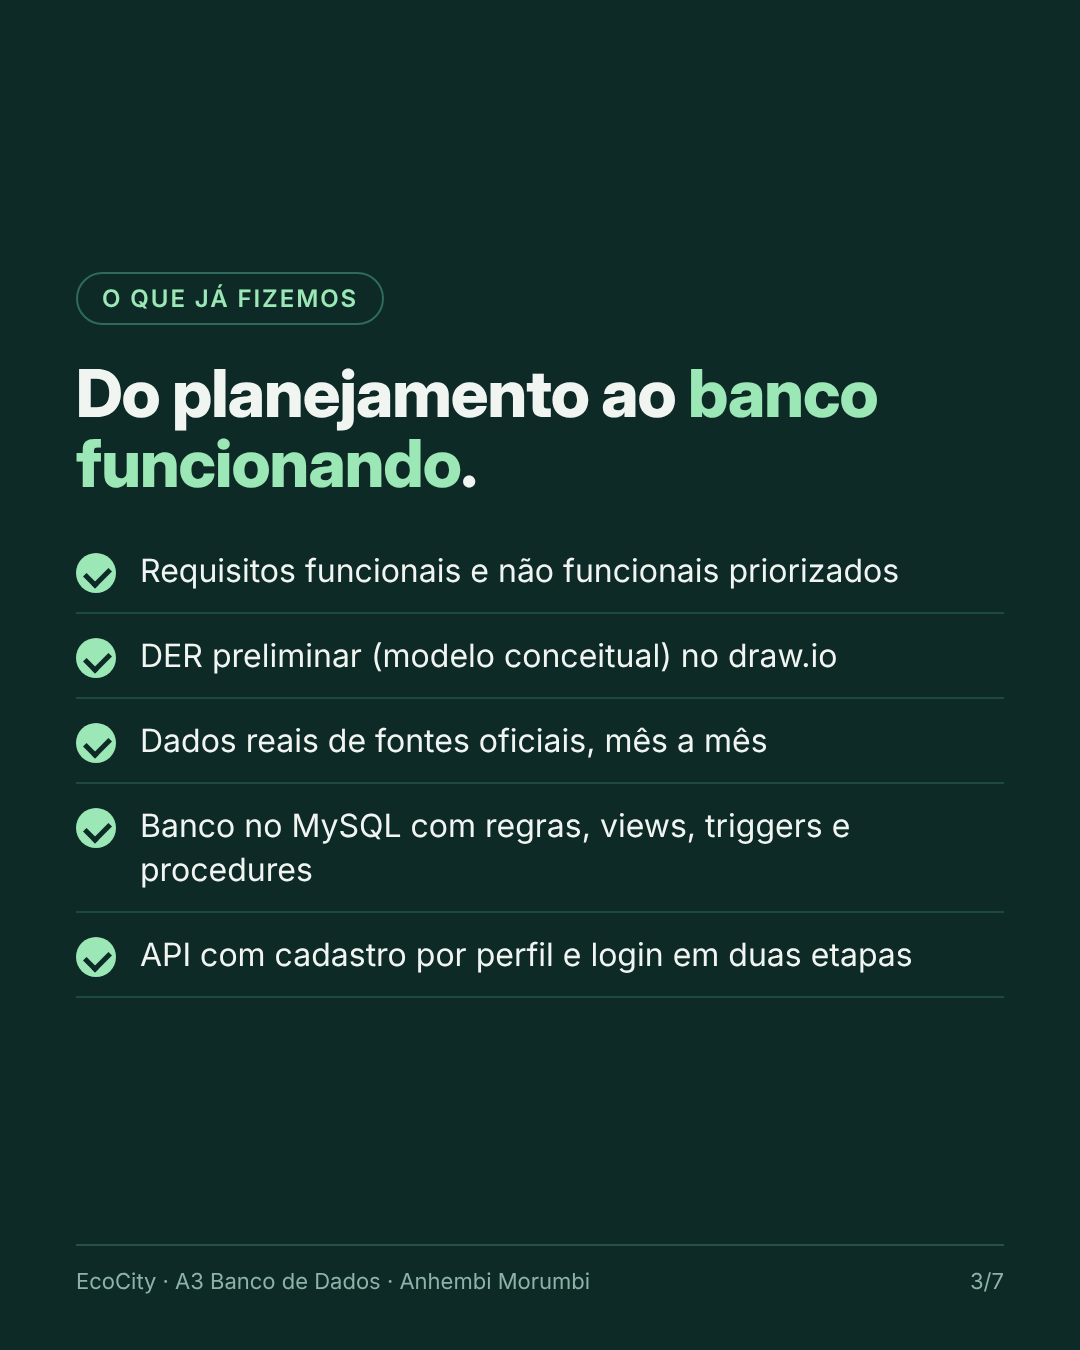 O QUE JÁ FIZEMOS
Do planejamento ao banco
funcionando.
Requisitos funcionais e não funcionais priorizados
DER preliminar (modelo conceitual) no draw.io
Dados reais de fontes oficiais, mês a mês
Banco no MySQL com regras, views, triggers e
procedures
API com cadastro por perfil e login em duas etapas
EcoCity · A3 Banco de Dados · Anhembi Morumbi
3/7